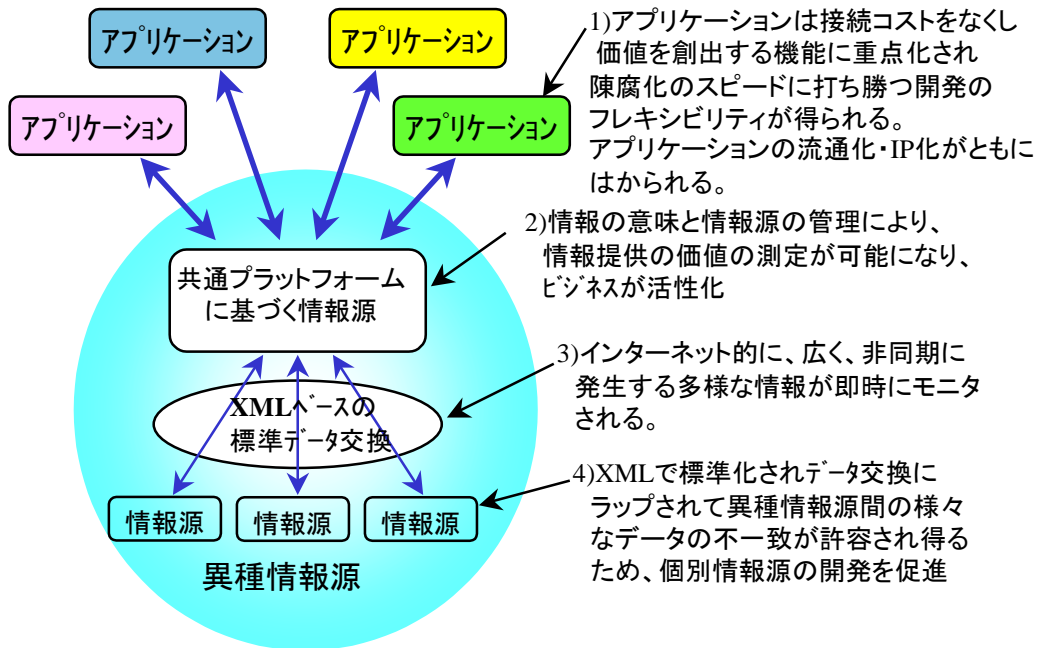 アプリケーション
アプリケーション
アプリケーション
アプリケーション
1)アプリケーションは接続コストをなくし
価値を創出する機能に重点化され
陳腐化のスピードに打ち勝つ開発の
フレキシビリティが得られる。
アプリケーションの流通化・IP化がともに
はかられる。
2)情報の意味と情報源の管理により、
情報提供の価値の測定が可能になり、
ビジネスが活性化
共通プラットフォーム
に基づく情報源
3)インターネット的に、広く、非同期に
発生する多様な情報が即時にモニタ
される。
XMLベースの
標準データ交換
4)XMLで標準化されデータ交換に
ラップされて異種情報源間の様々
なデータの不一致が許容され得る
ため、個別情報源の開発を促進
情報源
情報源
情報源
異種情報源